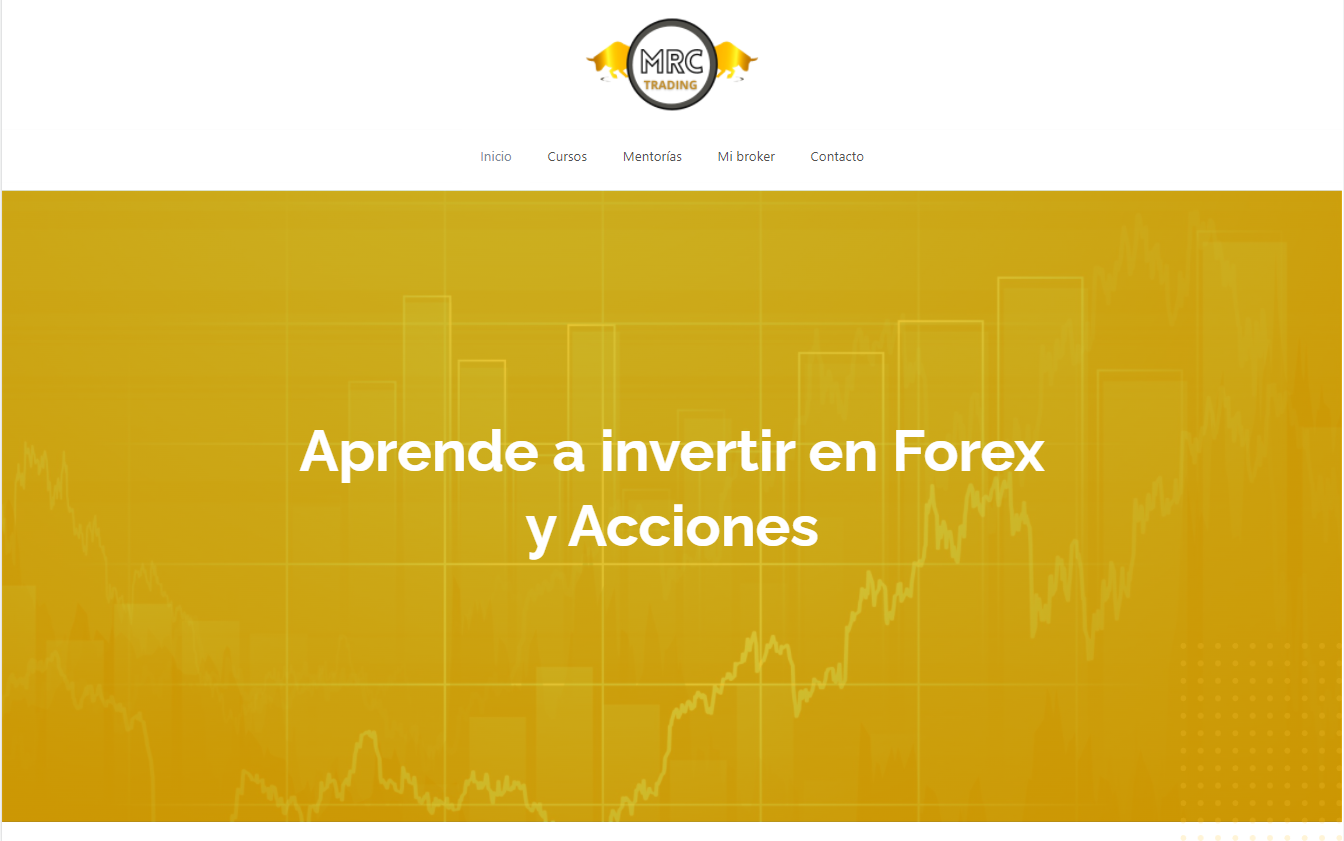 MRC
TRADING
Inicio Cursos Mentorías Mi broker Contacto
Aprende a invertir en Forex
y Acciones